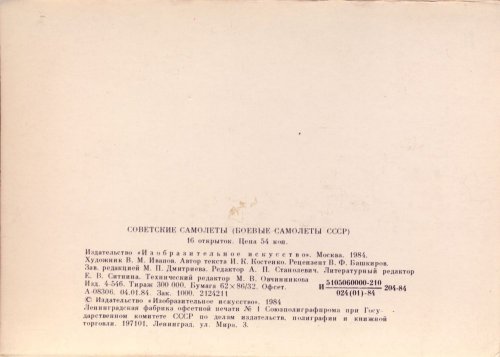 СОВЕТСКИЕ САМОЛЕТЫ (БОЕВЫЕ САМОЛЕТЫ СССР)
16 открыток. Цена 54 коп.
Издательство «Изобразительное искусство». Москва. 1984.
Художник В. М. Иванов. Автор текста И. К. Костенко. Рецензент В. Ф. Башкиров.
Зав. редакцией М. П. Дмитриева. Редактор А. П. Станолевич. Литературный редактор
Е. В. Ситнина. Технический редактор М. В. Овчинникова
Изд. 4-546. Тираж 300 000. Бумага 62×86/32. Офсет.
А-08306. 04.01.84. Зак. 1000. 2124211
И 5105060000-210 204-84
024(01)-84
© Издательство «Изобразительное искусство», 1984
Ленинградская фабрика офсетной печати № 1 Союзполиграфпрома при Госу-
дарственном комитете СССР по делам издательств, полиграфии и книжной
торговли. 197101, Ленинград, ул. Мира, 3.